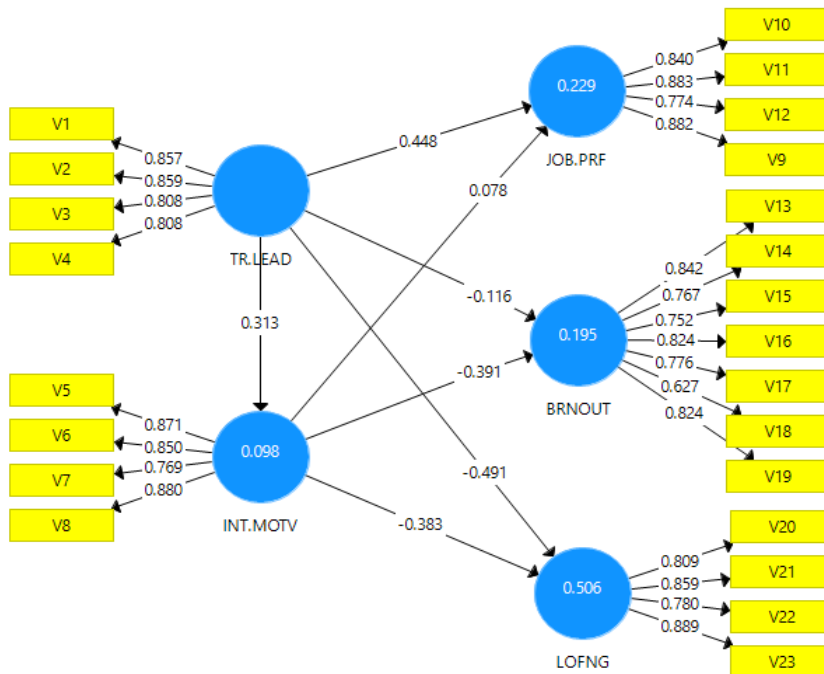 V1
V2
V3
V4
0.857
0.859
0.808
0.808
TR.LEAD
0.313
V5
V6
V7
V8
0.871
0.850
0.769
0.880
0.098
INT.MOTV
0.448
0.078
-0.116
-0.391
-0.491
-0.383
0.229
JOB.PRF
0.840
0.883
0.774
0.882
V10
V11
V12
V9
0.195
BRNOUT
0.842
0.767
0.752
0.824
0.776
0.627
0.824
V13
V14
V15
V16
V17
V18
V19
0.506
LOFNG
0.809
0.859
0.780
0.889
V20
V21
V22
V23